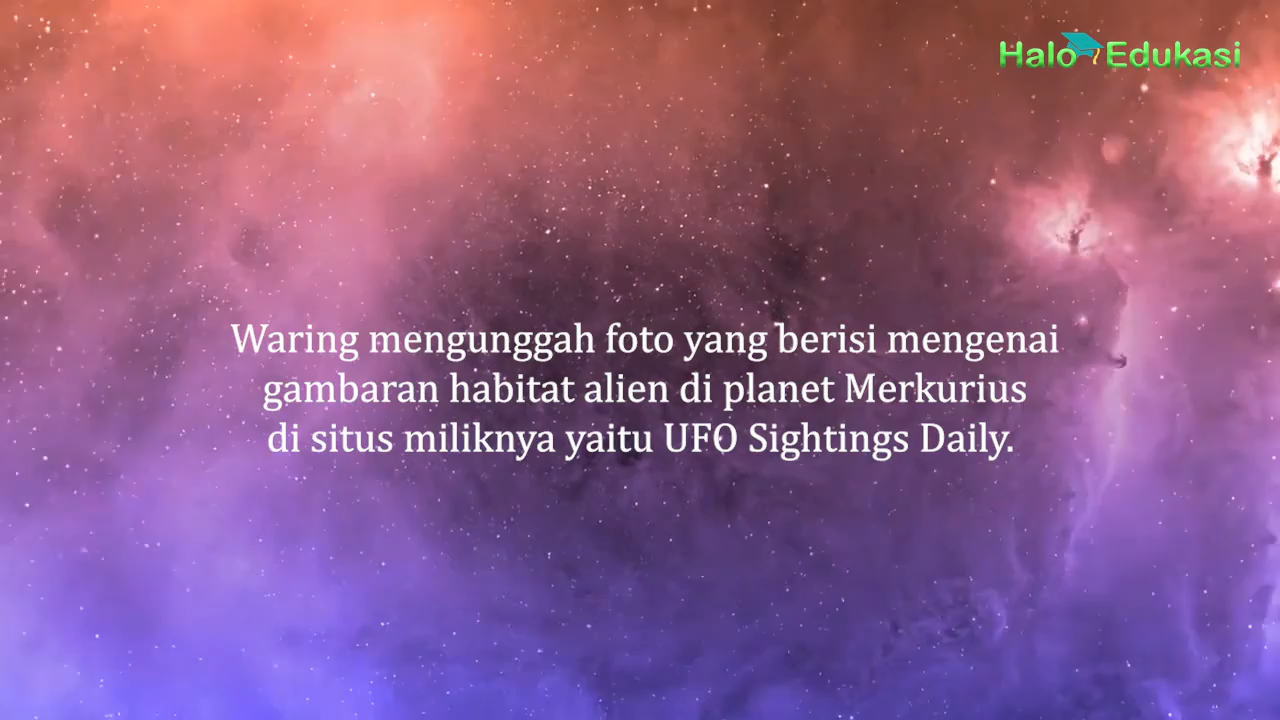 Halo Edukasi
Waring mengunggah foto yang berisi mengenai
gambaran habitat alien di planet Merkurius
di situs miliknya yaitu UFO Sightings Daily.